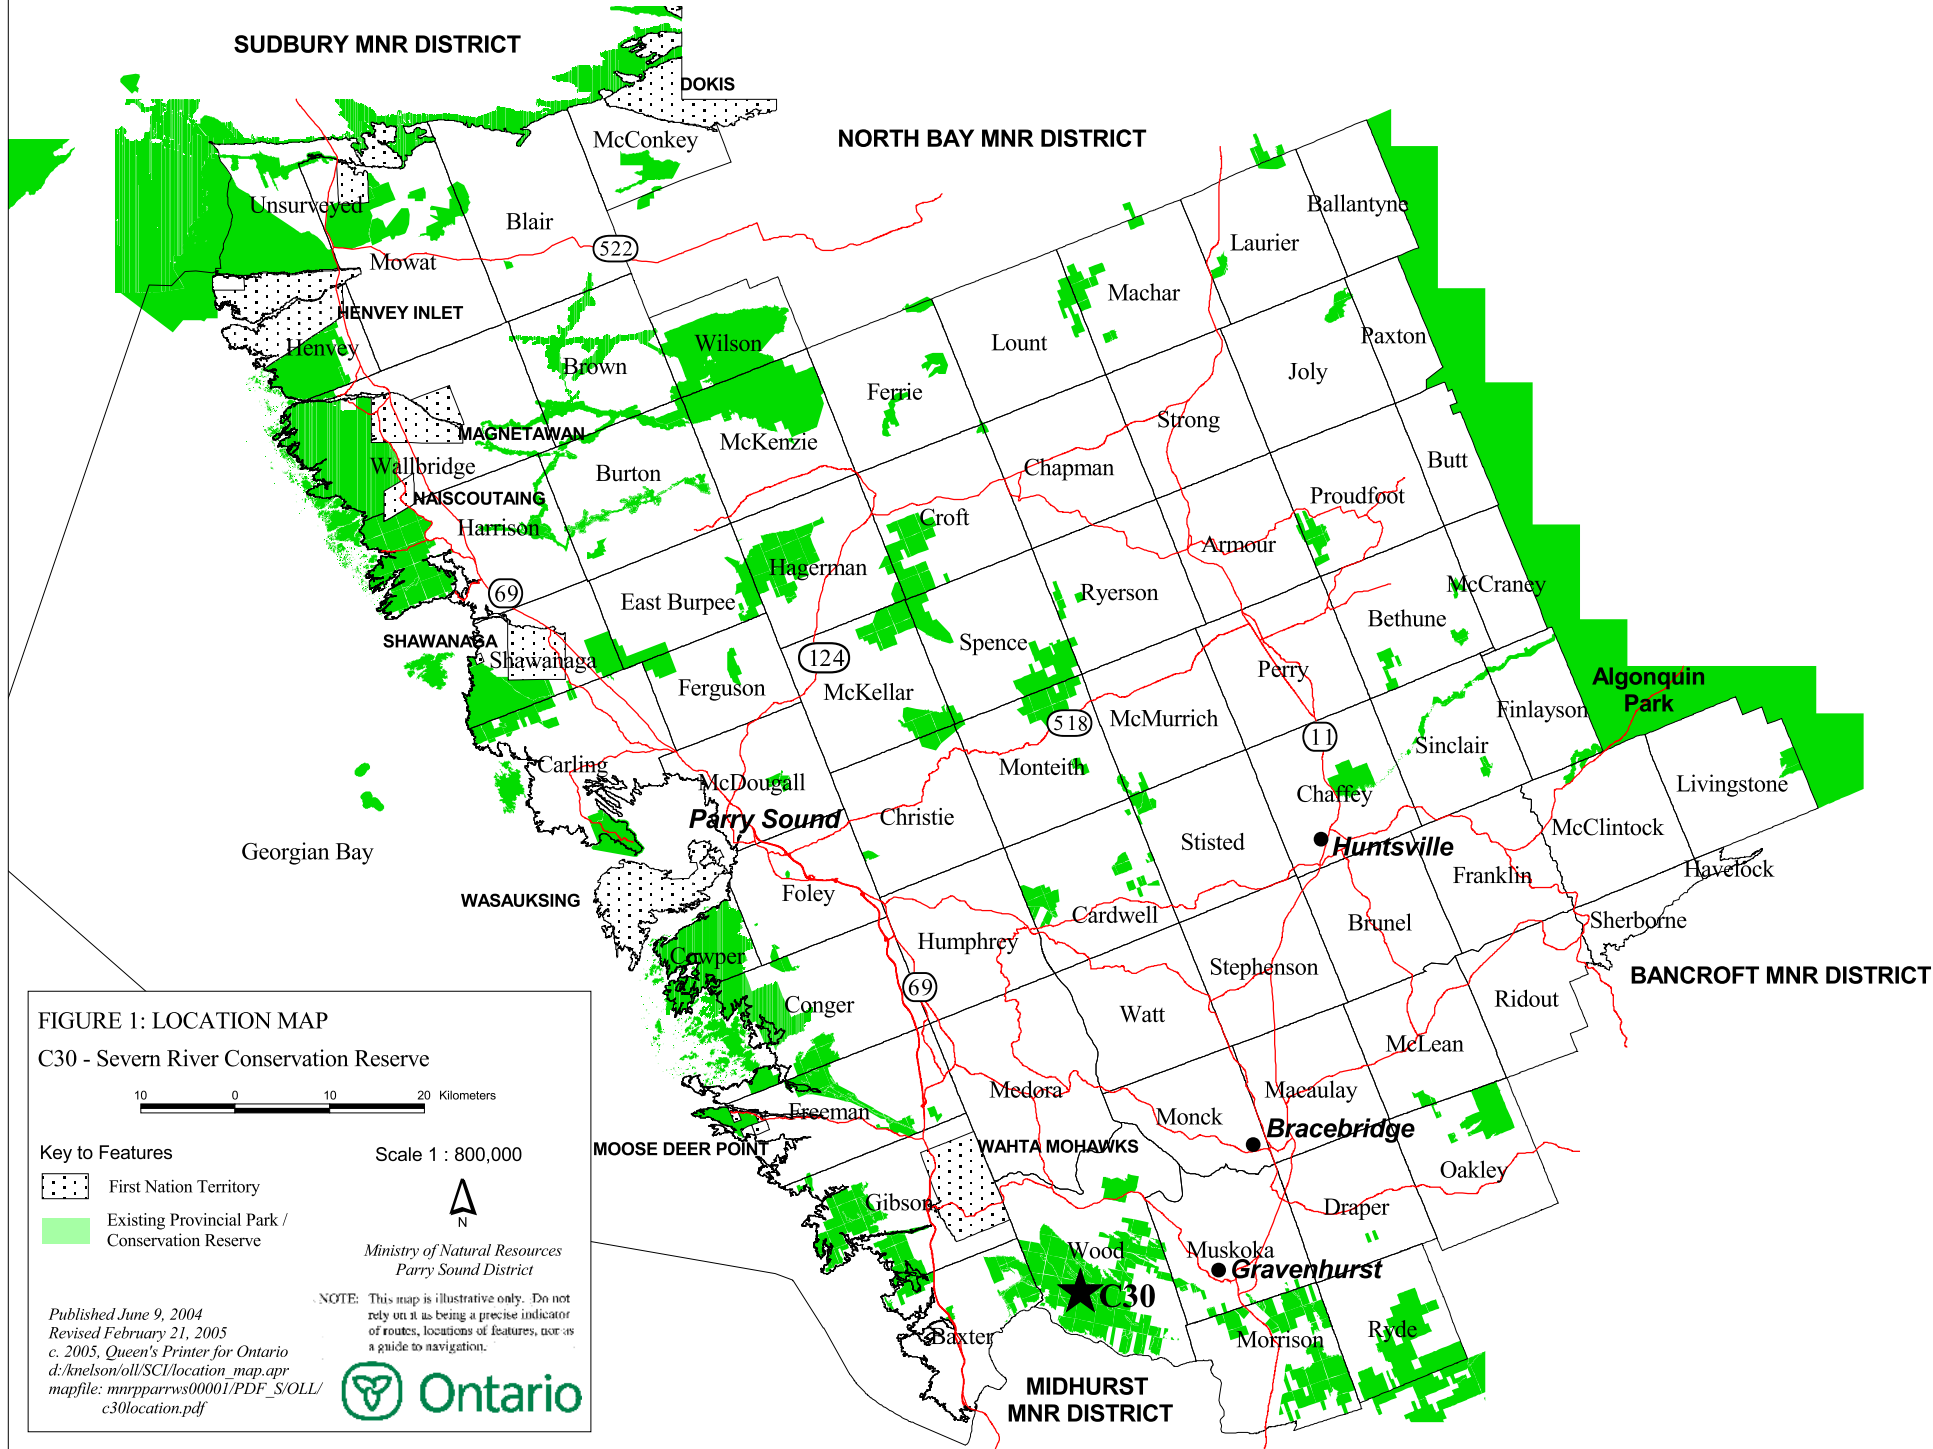 SUDBURY MNR DISTRICT
DOKIS
McConkey
NORTH BAY MNR DISTRICT
Unsurveyed
Blair
Ballantyne
Laurier
522
Mowat
HENVEY INLET
Machar
Henvey
Wilson
Lount
Paxton
Brown
Joly
Ferrie
Strong
MAGNETAWAN
McKenzie
Wallbridge
Burton
Chapman
Butt
NAISCOUTAING
Proudfoot
Harrison
Croft
Armour
Hagerman
McCraney
69
East Burpee
Ryerson
Bethune
SHAWANAGA
Shawanaga
Spence
124
Perry
Algonquin
Park
Ferguson
McKellar
518
McMurrich
Finlayson
11
Sinclair
Carling
McDougall
Monteith
Livingstone
Chaffey
Parry Sound
Christie
McClintock
Georgian Bay
Stisted
Huntsville
Franklin
Havelock
WASAUKSING
Foley
Cardwell
Brunel
Sherborne
Humphrey
Cowper
Stephenson
BANCROFT MNR DISTRICT
69
Conger
Watt
Ridout
McLean
Medora
Macaulay
Freeman
Monck
Bracebridge
MOOSE DEER POINT
WAHTA MOHAWKS
Oakley
Gibson
Draper
Wood
Muskoka
Gravenhurst
C30
Baxter
Morrison
Ryde
MIDHURST
MNR DISTRICT
FIGURE 1: LOCATION MAP
C30 - Severn River Conservation Reserve
10 0 10 20 Kilometers
Key to Features
Scale 1 : 800,000
First Nation Territory
Existing Provincial Park /
Conservation Reserve
N
Ministry of Natural Resources
Parry Sound District
NOTE: This map is illustrative only. Do not
rely on it as being a precise indicator
of routes, locations of features, nor as
a guide to navigation.
Published June 9, 2004
Revised February 21, 2005
c. 2005, Queen's Printer for Ontario
d:/knelson/oll/SCI/location_map.apr
mapfile: mnrpparrws00001/PDF_S/OLL/
c30location.pdf
Ontario